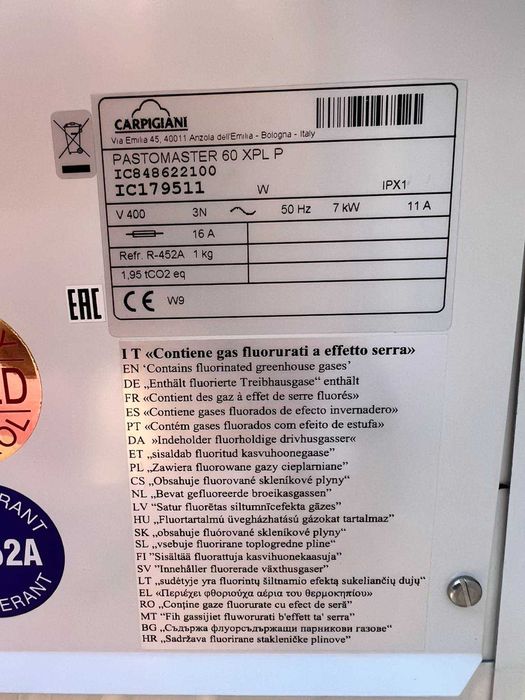 CARPIGIANI
Via Emilia 45, 40011 Anzola dell'Emilia - Bologna - Italy
PASTOMASTER 60 XPL P
IC848622100
IC179511 W IPX1
V 400 3N 50 Hz 7 kW 11 A
16 A
Refr. R-452A 1 kg
1,95 tCO2 eq
EAC CE W9
I T «Contiene gas fluorurati a effetto serra»
EN ‘Contains fluorinated greenhouse gases’
DE „Enthält fluorierte Treibhausgase“ enthält
FR «Contient des gaz à effet de serre fluorés»
ES «Contiene gases fluorados de efecto invernadero»
PT «Contém gases fluorados com efeito de estufa»
DA »Indeholder fluorholdige drivhusgasser«
ET „sisaldab fluoritud kasvuhoonegaase”
PL „Zawiera fluorowane gazy cieplarniane”
CS „Obsahuje fluorované skleníkové plyny“
NL „Bevat gefluoreerde broeikasgassen”
LV “Satur fluorētas siltumnīcefekta gāzes”
HU „Fluortartalmú üvegházhatású gázokat tartalmaz”
SK „obsahuje fluórované skleníkové plyny“
SL „vsebuje fluorirane toplogredne pline”
FI ”Sisältää fluorattuja kasvihuonekaasuja”
SV ”Innehåller fluorerade växthusgaser”
LT „sudėtyje yra fluorintų šiltnamio efektą sukeliančių dujų”
EL «Περιέχει φθοριούχα αέρια του θερμοκηπίου»
RO „Conține gaze fluorurate cu efect de seră”
MT “Fih gassijiet fluworurati b'effett ta' serra”
BG „Съдържа флуорсъдържащи парникови газове”
HR „Sadržava fluorirane stakleničke plinove”
52A